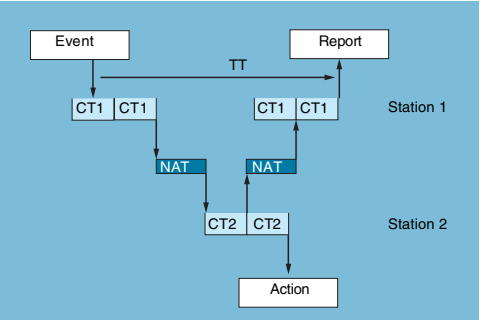 Event
Report
TT
CT1 CT1 CT1 CT1 Station 1
NAT NAT
CT2 CT2 Station 2
Action